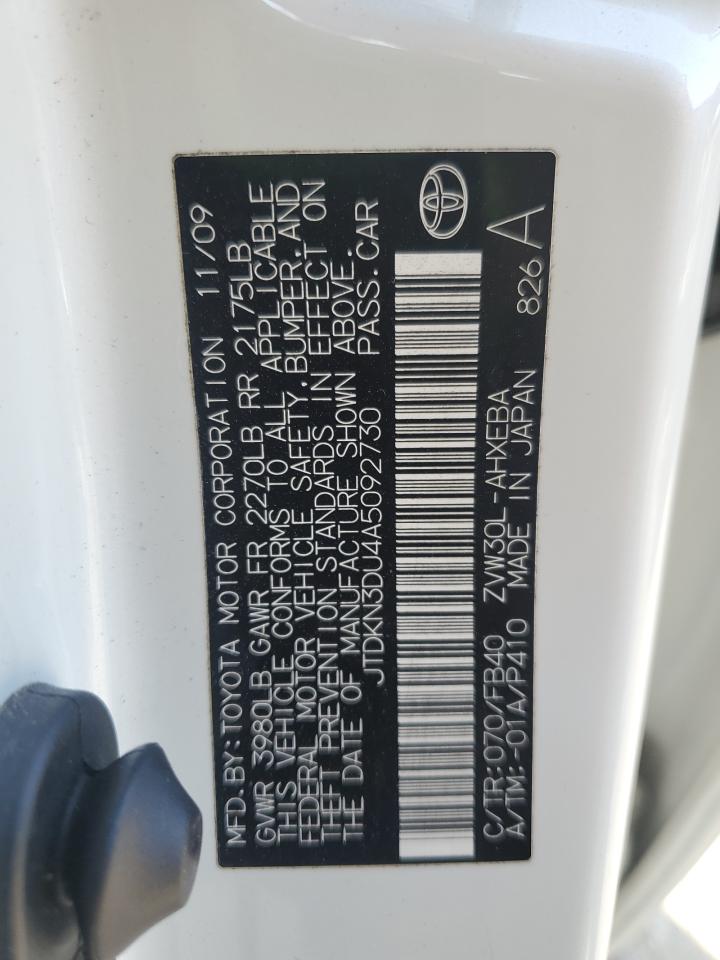 MFD. BY: TOYOTA MOTOR CORPORATION 11/09
GVWR 3980LB GAWR FR 2270LB RR 2175LB
THIS VEHICLE CONFORMS TO ALL APPLICABLE
FEDERAL MOTOR VEHICLE SAFETY, BUMPER, AND
THEFT PREVENTION STANDARDS IN EFFECT ON
THE DATE OF MANUFACTURE SHOWN ABOVE.
JTDKN3DU4A5092730 PASS. CAR
C/TR: 070/FB40 ZVW30L-AHXEBA 826 A
A/TM: -01A/P410 MADE IN JAPAN